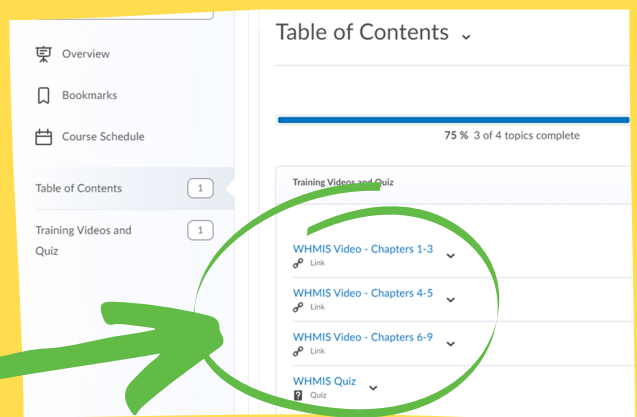 Table of Contents
Overview
Bookmarks
Course Schedule
75 % 3 of 4 topics complete
Table of Contents 1
Training Videos and Quiz
Training Videos and 1
Quiz
WHMIS Video - Chapters 1-3
Link
WHMIS Video - Chapters 4-5
Link
WHMIS Video - Chapters 6-9
Link
WHMIS Quiz
Quiz